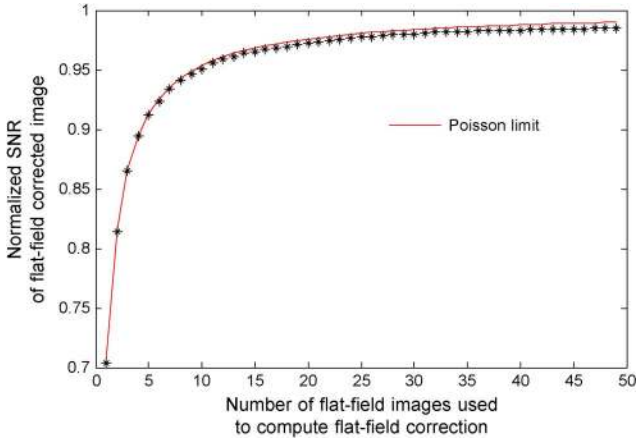 1
0.95
0.9
0.85
0.8
0.75
0.7
Normalized SNR
of flat-field corrected image
Poisson limit
0 5 10 15 20 25 30 35 40 45 50
Number of flat-field images used
to compute flat-field correction